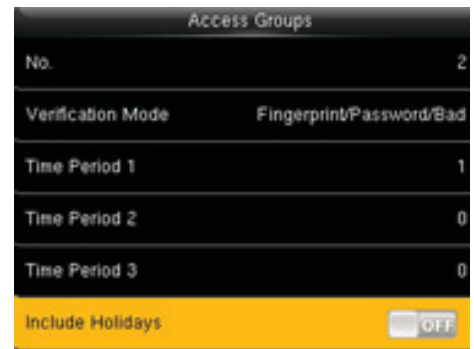 Access Groups
No. 2
Verification Mode Fingerprint/Password/Bad
Time Period 1 1
Time Period 2 0
Time Period 3 0
Include Holidays OFF